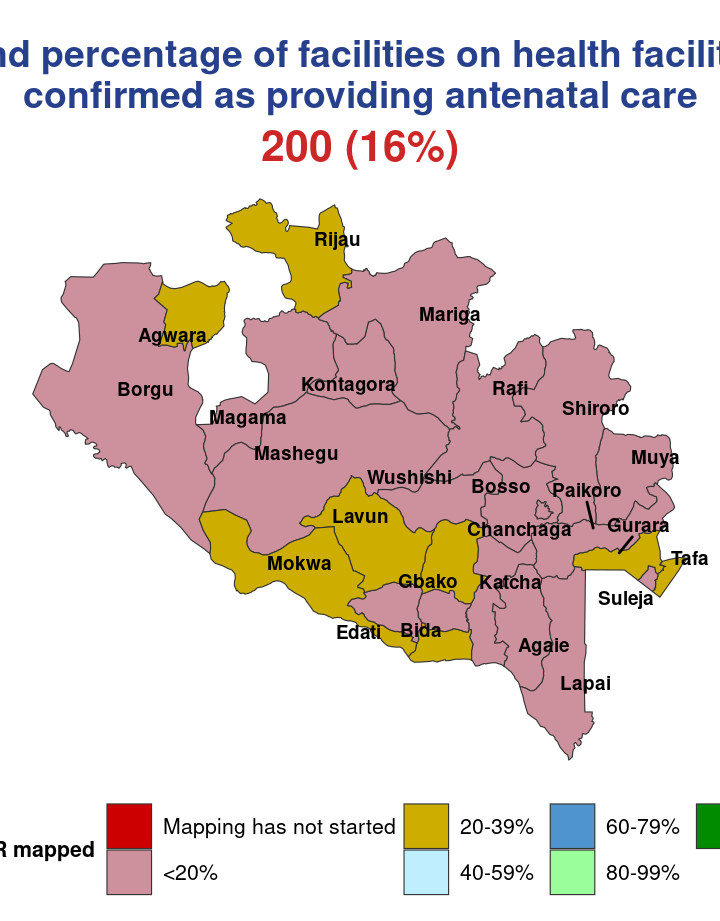 nd percentage of facilities on health facilit
confirmed as providing antenatal care
200 (16%)
Rijau
Mariga
Agwara
Borgu
Kontagora
Rafi
Magama
Shiroro
Mashegu
Muya
Wushishi
Bosso
Paikoro
Lavun
Chanchaga
Gurara
Mokwa
Tafa
Gbako
Katcha
Suleja
Edati
Bida
Agaie
Lapai
R mapped
Mapping has not started
20-39%
60-79%
<20%
40-59%
80-99%